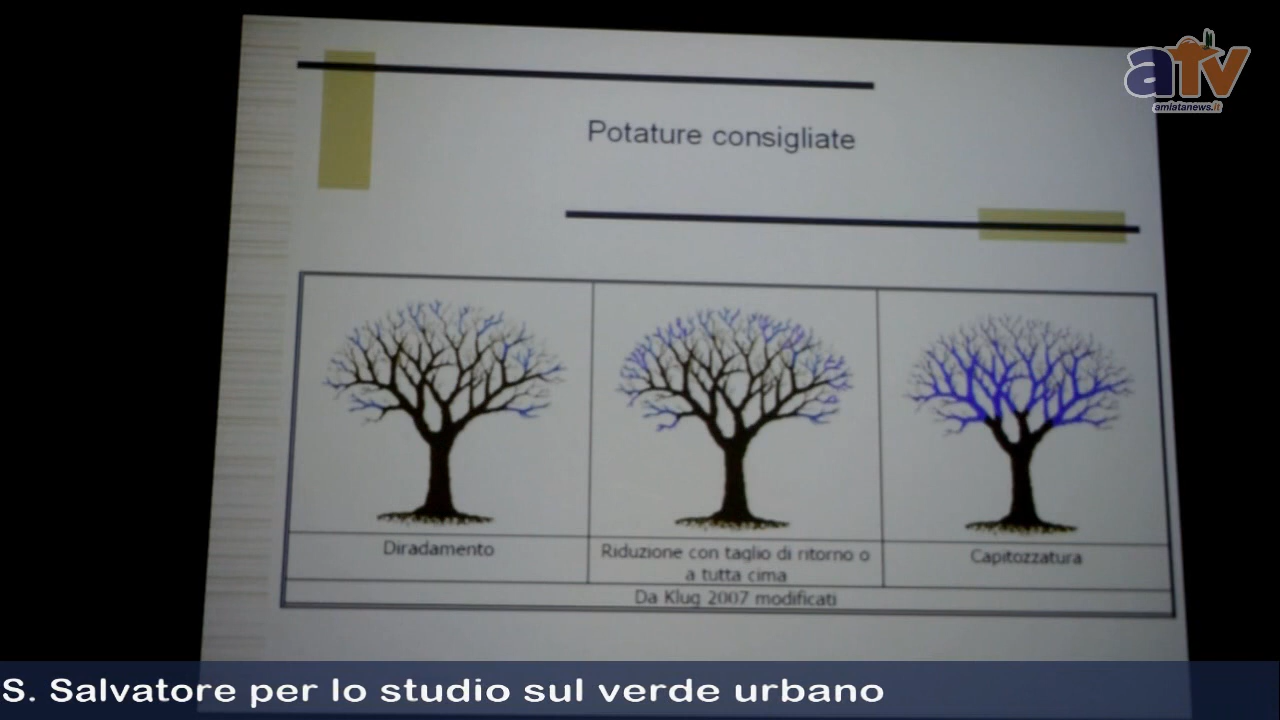 aTv
amiatanews.it
Potature consigliate
Diradamento
Riduzione con taglio di ritorno o
a tutta cima
Capitozzatura
Da Klug 2007 modificati
S. Salvatore per lo studio sul verde urbano